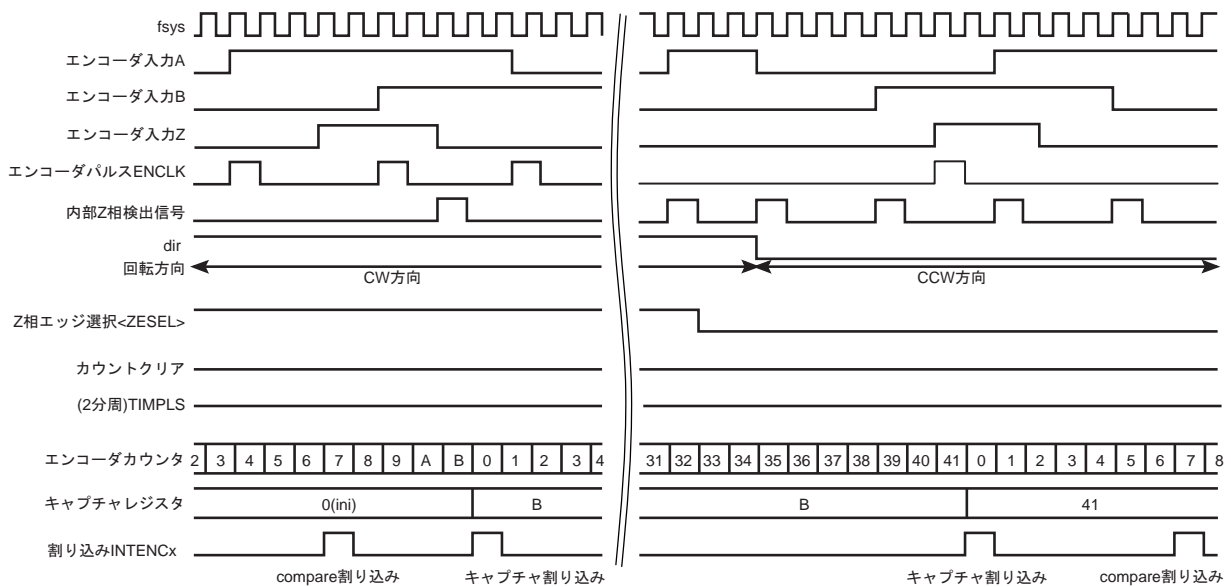 fsys
エンコーダ入力A
エンコーダ入力B
エンコーダ入力Z
エンコーダパルスENCLK
内部Z相検出信号
dir
回転方向
CW方向 CCW方向
Z相エッジ選択<ZESEL>
カウントクリア
(2分周)TIMPLS
エンコーダカウンタ 2 3 4 5 6 7 8 9 A B 0 1 2 3 4 31 32 33 34 35 36 37 38 39 40 41 0 1 2 3 4 5 6 7 8
キャプチャレジスタ 0(ini) B B 41
割り込みINTENCx
compare割り込み キャプチャ割り込み キャプチャ割り込み compare割り込み